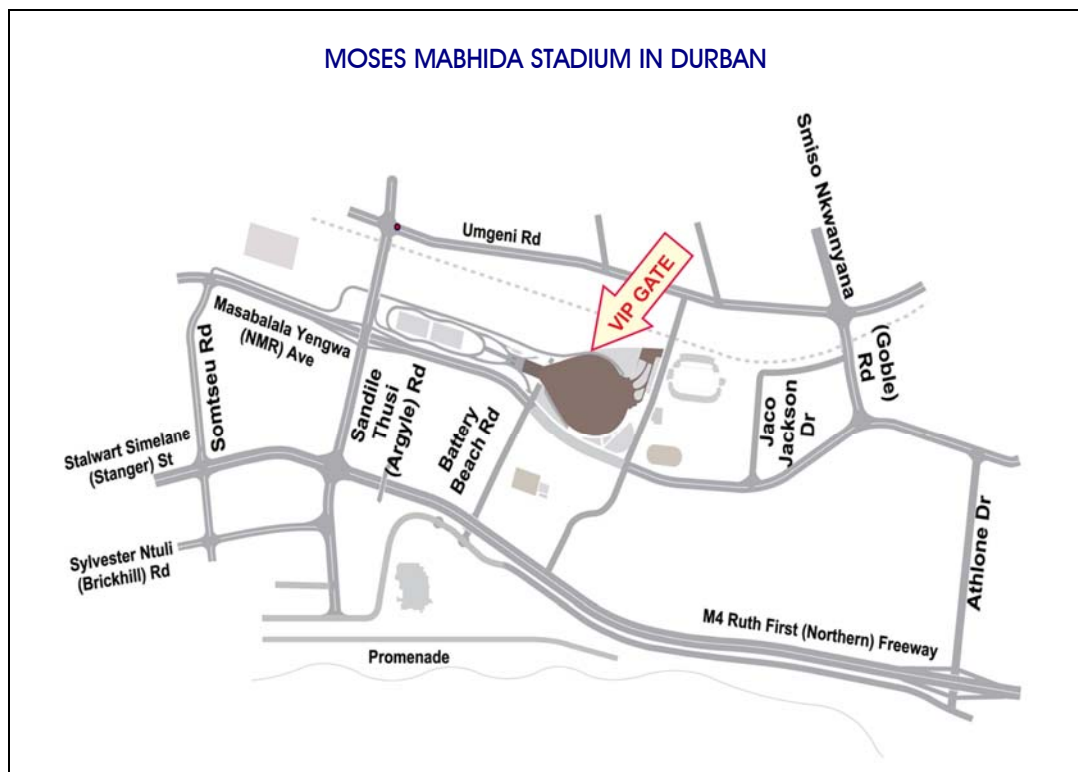 MOSES MABHIDA STADIUM IN DURBAN
Smiso Nkwanyana
(Goble)
Rd
Umgeni Rd
VIP GATE
Masabalala Yengwa
(NMR) Ave
Somtseu Rd
Sandile
Thusi
(Argyle) Rd
Battery
Beach Rd
Jaco
Jackson
Dr
Stalwart Simelane
(Stanger) St
Sylvester Ntuli
(Brickhill) Rd
Athlone Dr
M4 Ruth First (Northern) Freeway
Promenade